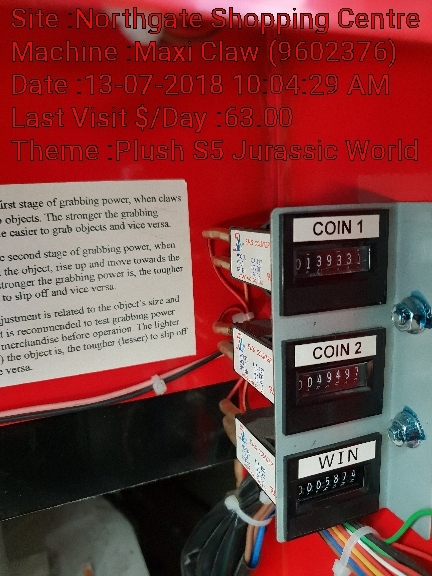 Site :Northgate Shopping Centre
Machine :Maxi Claw (9602376)
Date :13-07-2018 10:04:29 AM
Last Visit $/Day :63.00
Theme :Plush S5 Jurassic World
first stage of grabbing power, when claws
objects. The stronger the grabbing
easier to grab objects and vice versa.
e second stage of grabbing power, when
the object, rise up and move towards the
stronger the grabbing power is, the tougher
to slip off and vice versa.
djustment is related to the object's size and
it is recommended to test grabbing power
merchandise before operation. The lighter
) the object is, the tougher (lesser) to slip off
versa.
COIN 1
COIN 2
WIN